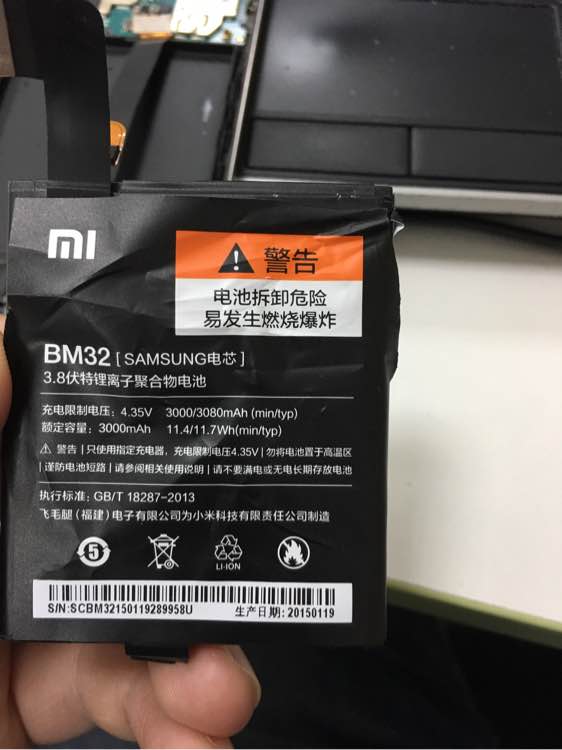 mi
警告
电池拆卸危险
易发生燃烧爆炸
BM32 [ SAMSUNG电芯 ]
3.8伏特锂离子聚合物电池
充电限制电压: 4.35V 3000/3080mAh (min/typ)
额定容量: 3000mAh 11.4/11.7Wh(min/typ)
警告 | 只使用指定充电器, 充电限制电压4.35V | 勿将电池置于高温区
| 谨防电池短路 | 请参阅相关使用说明 | 请不要满电或无电长期存放电池
执行标准: GB/T 18287-2013
飞毛腿 (福建) 电子有限公司为小米科技有限责任公司制造
5
LI-ION
S/N:SCBM32150119289958U 生产日期: 20150119